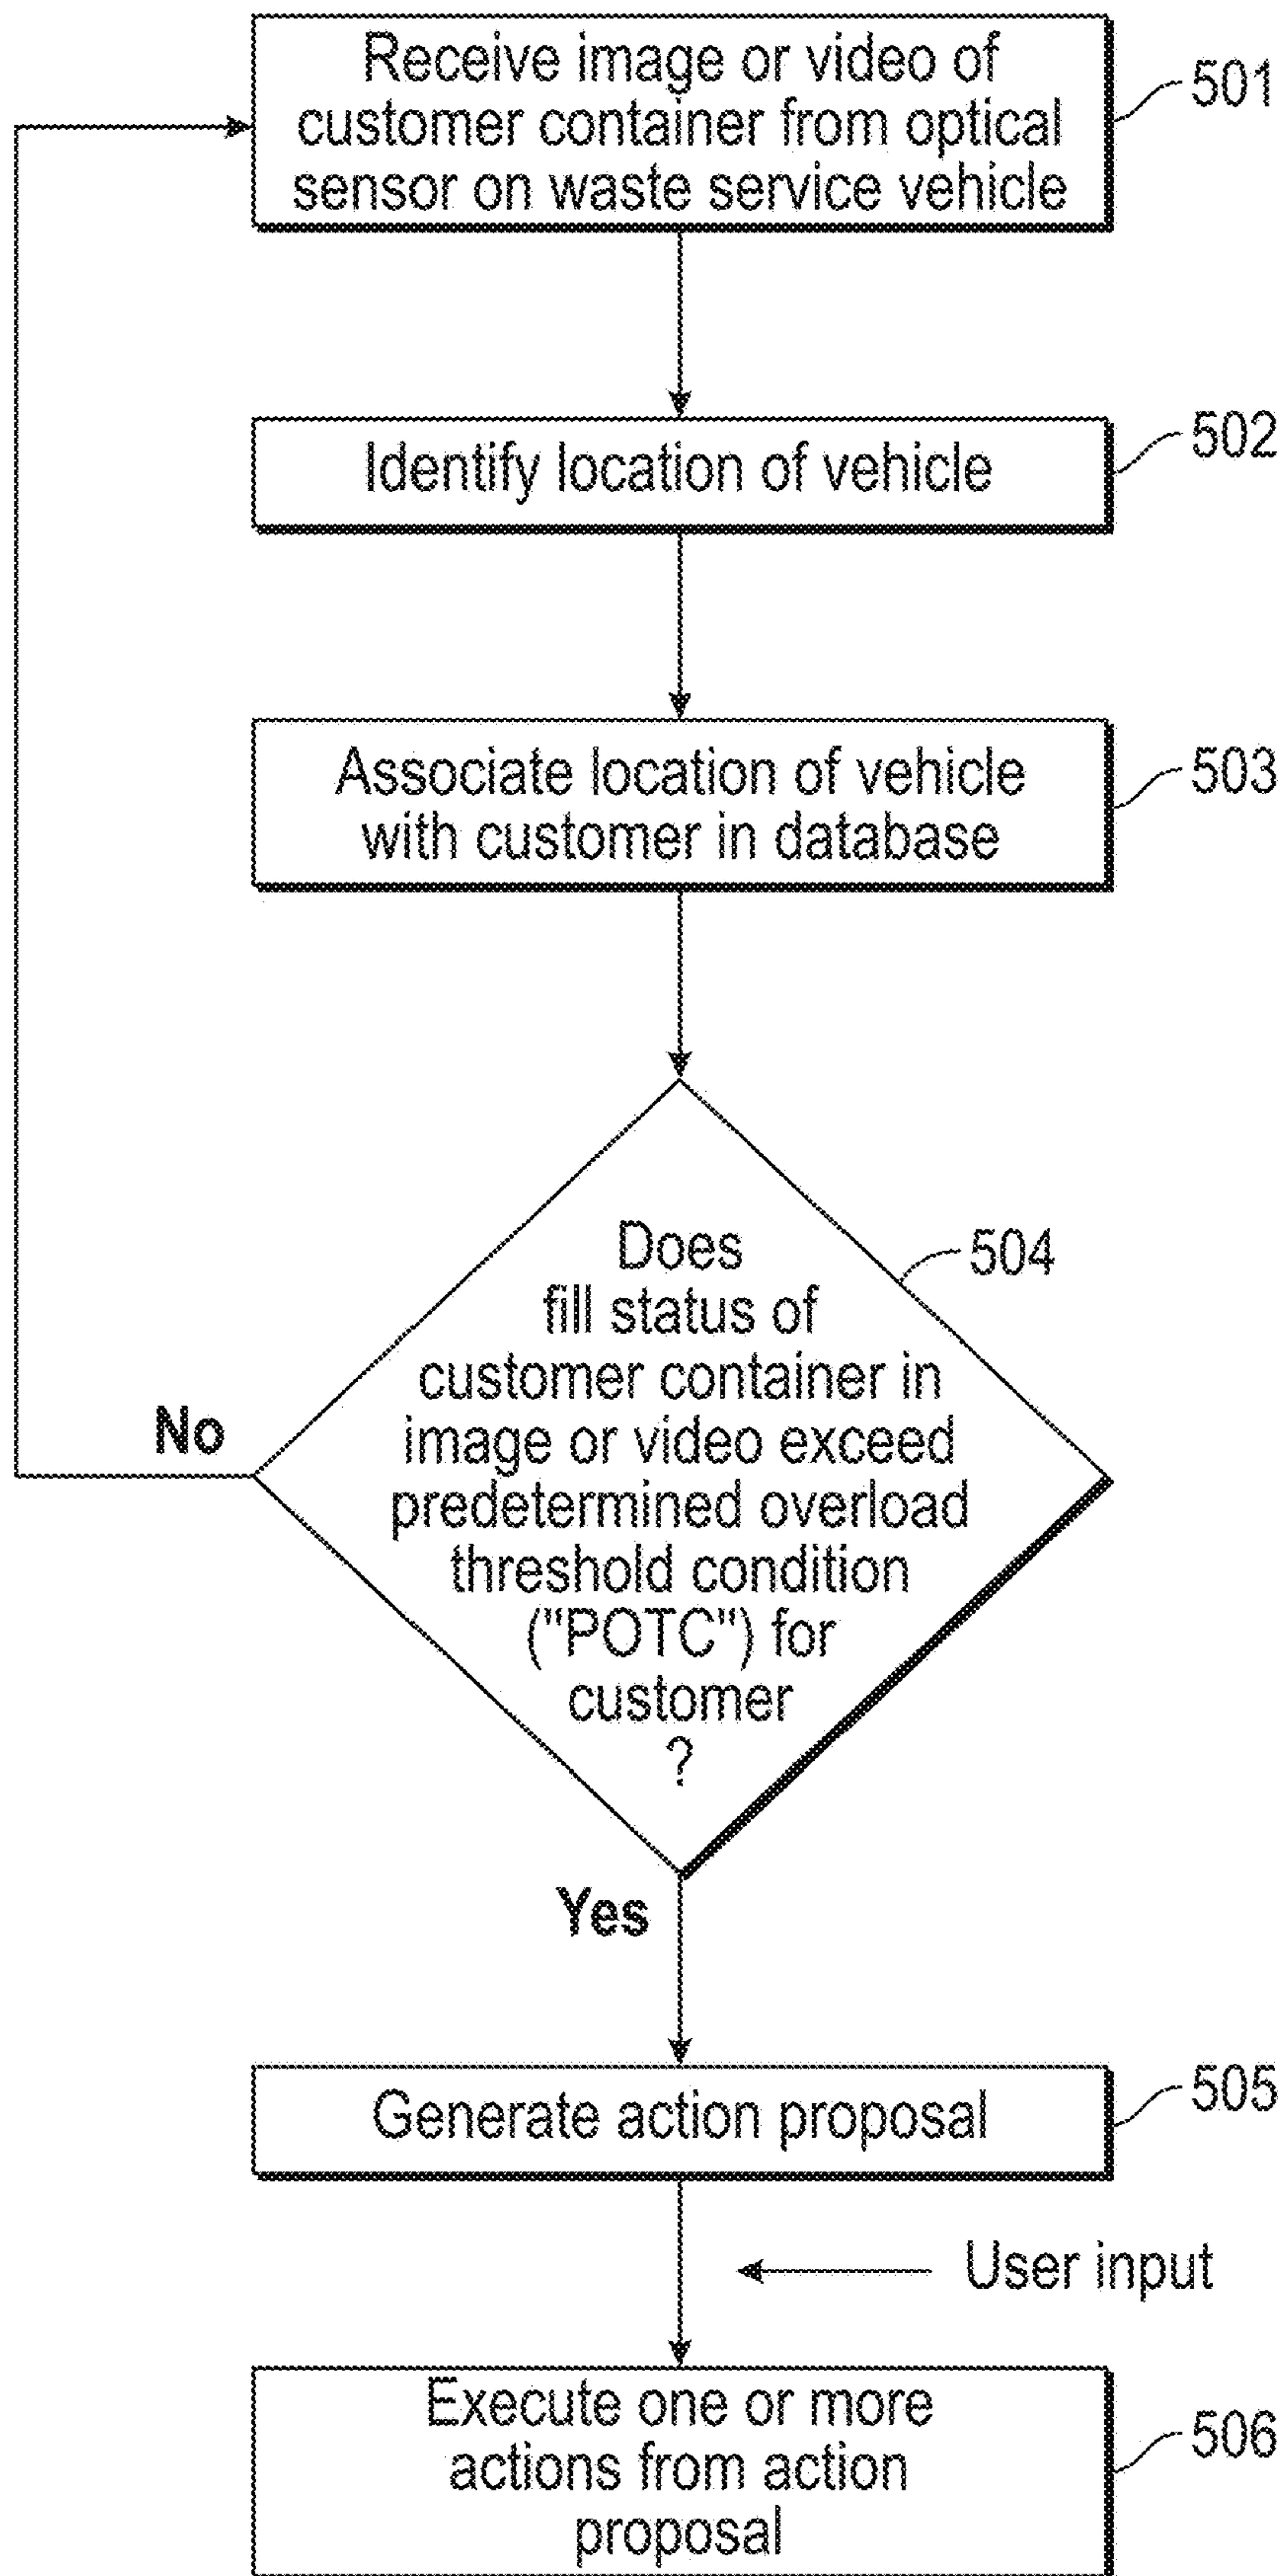 Receive image or video of
customer container from optical
sensor on waste service vehicle
501
Identify location of vehicle
502
Associate location of vehicle
with customer in database
503
Does
fill status of
customer container in
image or video exceed
predetermined overload
threshold condition
("POTC") for
customer
?
504
No
Yes
Generate action proposal
505
User input
Execute one or more
actions from action
proposal
506